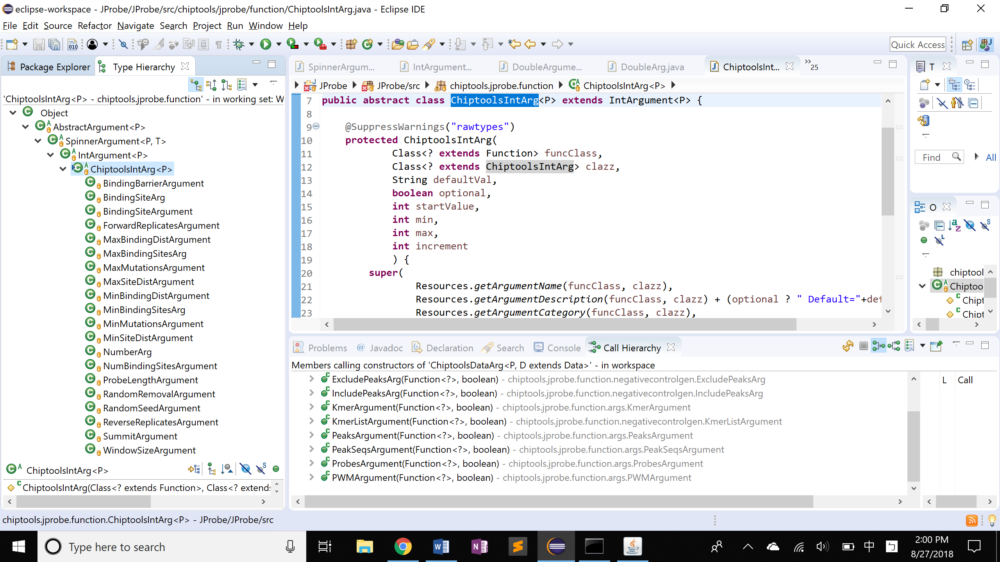 eclipse-workspace - JProbe/JProbe/src/chiptools/jprobe/function/ChiptoolsIntArg.java - Eclipse IDE
File Edit Source Refactor Navigate Search Project Run Window Help
Quick Access
Package Explorer Type Hierarchy
'ChiptoolsIntArg<P> - chiptools.jprobe.function' - in working set: W
Object
AbstractArgument<P>
SpinnerArgument<P, T>
IntArgument<P>
ChiptoolsIntArg<P>
BindingBarrierArgument
BindingSiteArg
BindingSiteArgument
ForwardReplicatesArgument
MaxBindingDistArgument
MaxBindingSitesArg
MaxMutationsArgument
MaxSiteDistArgument
MinBindingDistArgument
MinBindingSitesArg
MinMutationsArgument
MinSiteDistArgument
NumberArg
NumBindingSitesArgument
ProbeLengthArgument
RandomRemovalArgument
RandomSeedArgument
ReverseReplicatesArgument
SummitArgument
WindowSizeArgument
ChiptoolsIntArg<P>
ChiptoolsIntArg(Class<? extends Function>, Class<? extends
SpinnerArgum... IntArgument... DoubleArgume... DoubleArg.java ChiptoolsInt... »25
JProbe JProbe/src chiptools.jprobe.function ChiptoolsIntArg<P>
7 public abstract class ChiptoolsIntArg<P> extends IntArgument<P> {
8
9 @SuppressWarnings("rawtypes")
10 protected ChiptoolsIntArg(
11 Class<? extends Function> funcClass,
12 Class<? extends ChiptoolsIntArg> clazz,
13 String defaultVal,
14 boolean optional,
15 int startValue,
16 int min,
17 int max,
18 int increment
19 ) {
20 super(
21 Resources.getArgumentName(funcClass, clazz),
22 Resources.getArgumentDescription(funcClass, clazz) + (optional ? " Default="+def
23 Resources.getArgumentCategory(funcClass, clazz),
T
Find All
O
chiptool
Chiptoo
Chipt
Chipt
Problems Javadoc Declaration Search Console Call Hierarchy
Members calling constructors of 'ChiptoolsDataArg<P, D extends Data>' - in workspace
ExcludePeaksArg(Function<?>, boolean) - chiptools.jprobe.function.negativecontrolgen.ExcludePeaksArg
IncludePeaksArg(Function<?>, boolean) - chiptools.jprobe.function.negativecontrolgen.IncludePeaksArg
KmerArgument(Function<?>, boolean) - chiptools.jprobe.function.args.KmerArgument
KmerListArgument(Function<?>, boolean) - chiptools.jprobe.function.negativecontrolgen.KmerListArgument
PeaksArgument(Function<?>, boolean) - chiptools.jprobe.function.args.PeaksArgument
PeakSeqsArgument(Function<?>, boolean) - chiptools.jprobe.function.args.PeakSeqsArgument
ProbesArgument(Function<?>, boolean) - chiptools.jprobe.function.args.ProbesArgument
PWMArgument(Function<?>, boolean) - chiptools.jprobe.function.args.PWMArgument
L Call
chiptools.jprobe.function.ChiptoolsIntArg<P> - JProbe/JProbe/src
Type here to search
中 ㄅ
2:00 PM
8/27/2018